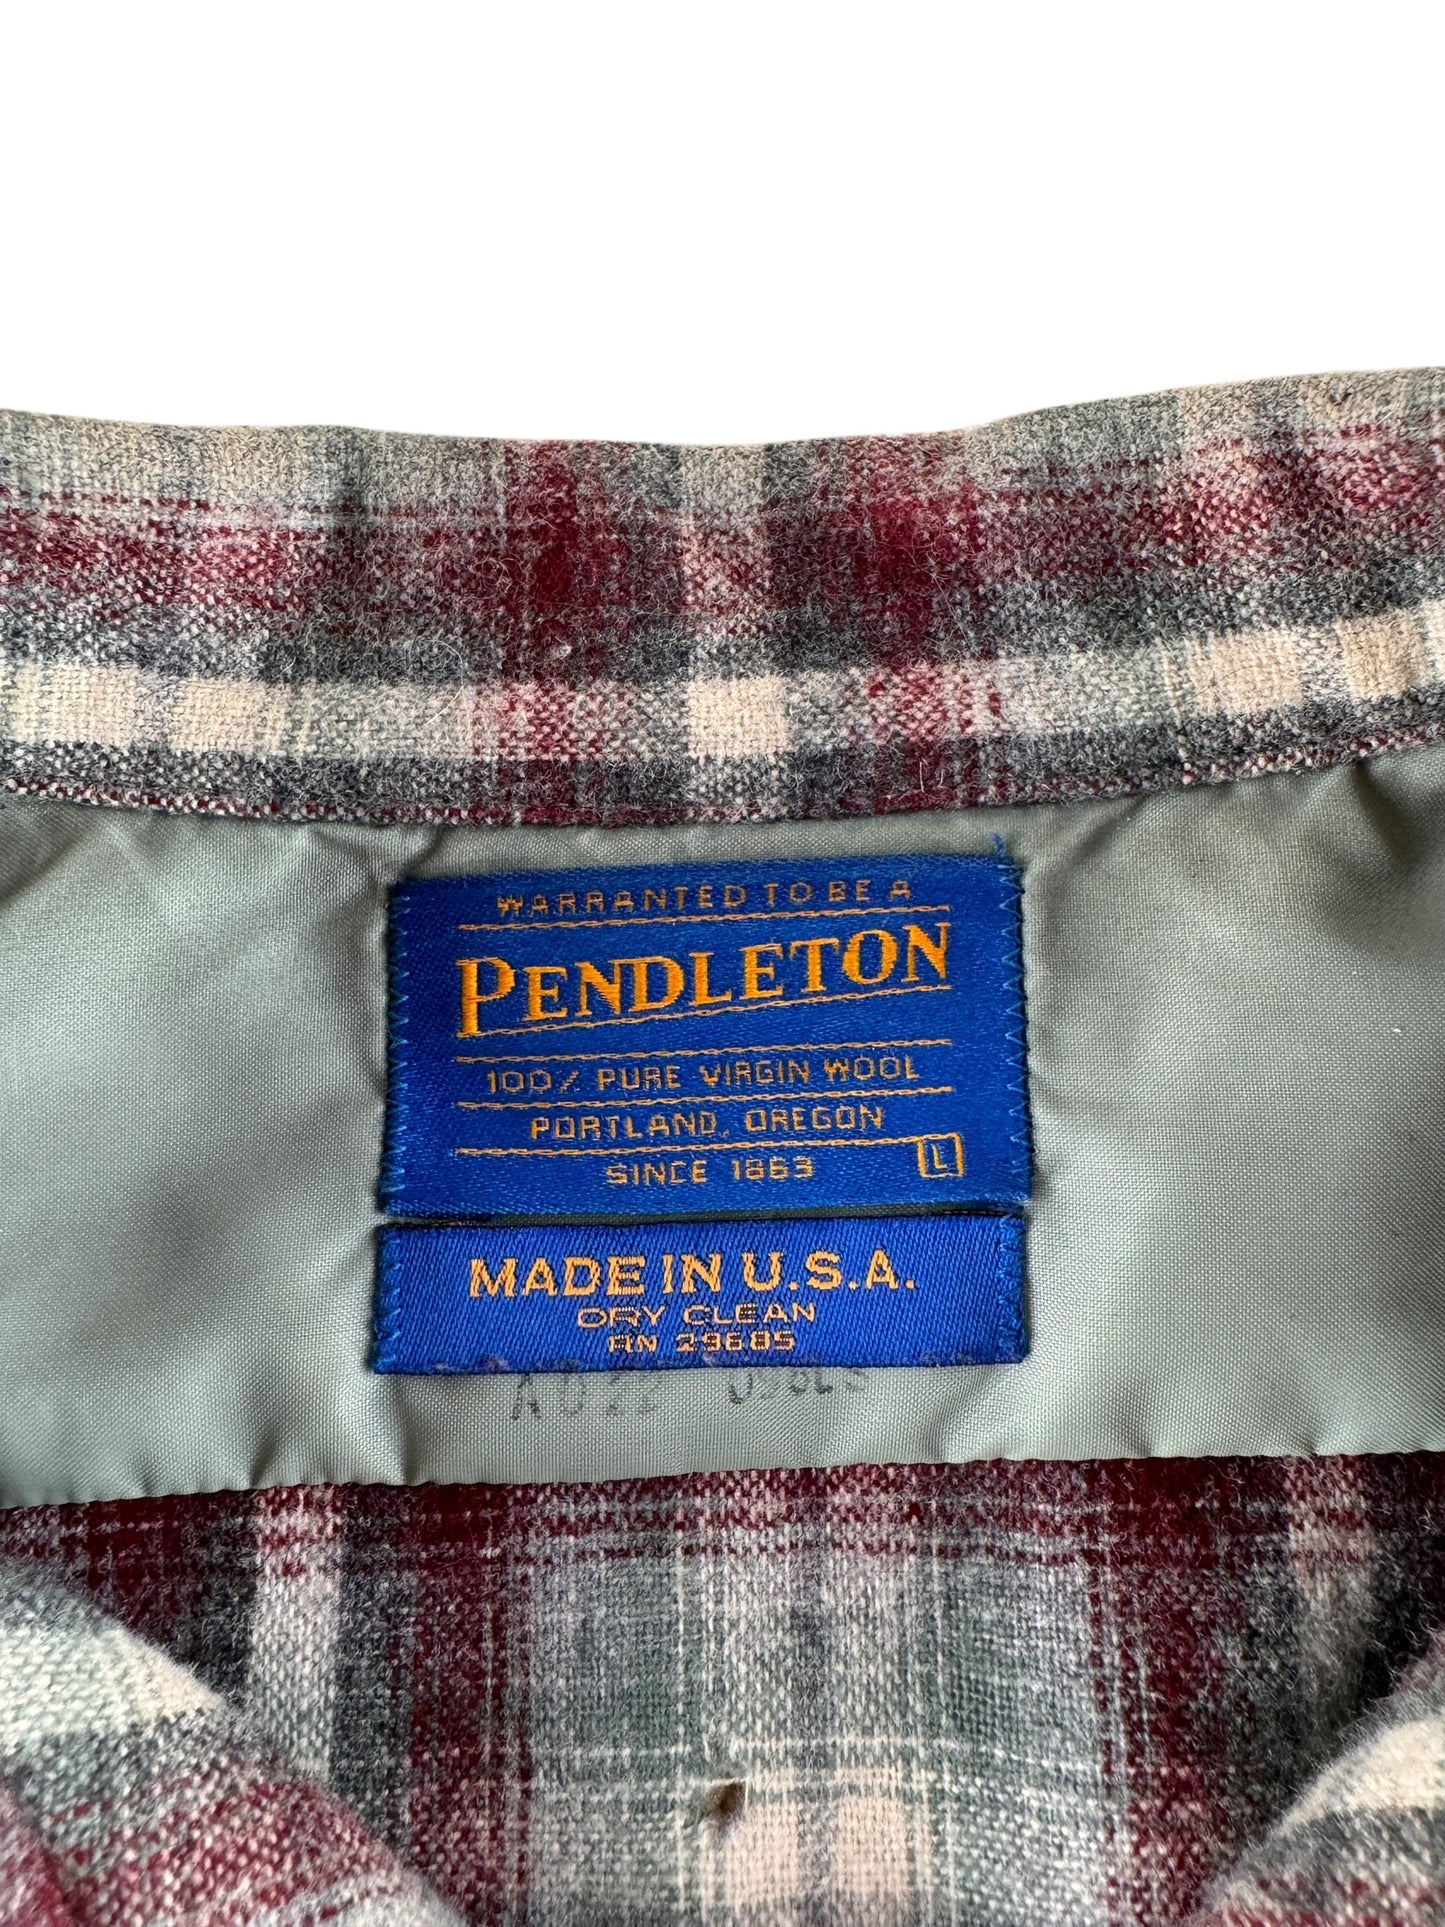 WARRANTED TO BE A
PENDLETON
100% PURE VIRGIN WOOL
PORTLAND, OREGON
SINCE 1863 L
MADE IN U.S.A.
DRY CLEAN
RN 29685